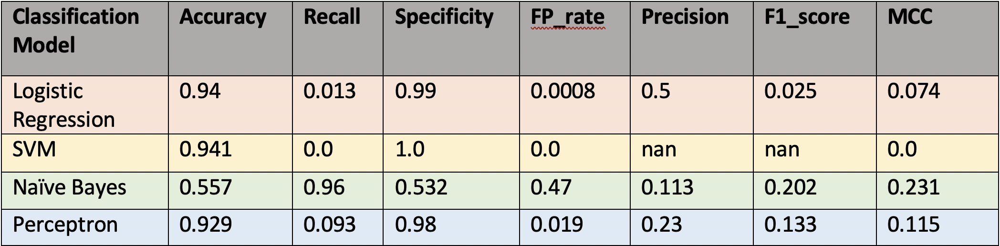 Classification Model Accuracy Recall Specificity FP_rate Precision F1_score MCC
Logistic Regression 0.94 0.013 0.99 0.0008 0.5 0.025 0.074
SVM 0.941 0.0 1.0 0.0 nan nan 0.0
Naïve Bayes 0.557 0.96 0.532 0.47 0.113 0.202 0.231
Perceptron 0.929 0.093 0.98 0.019 0.23 0.133 0.115